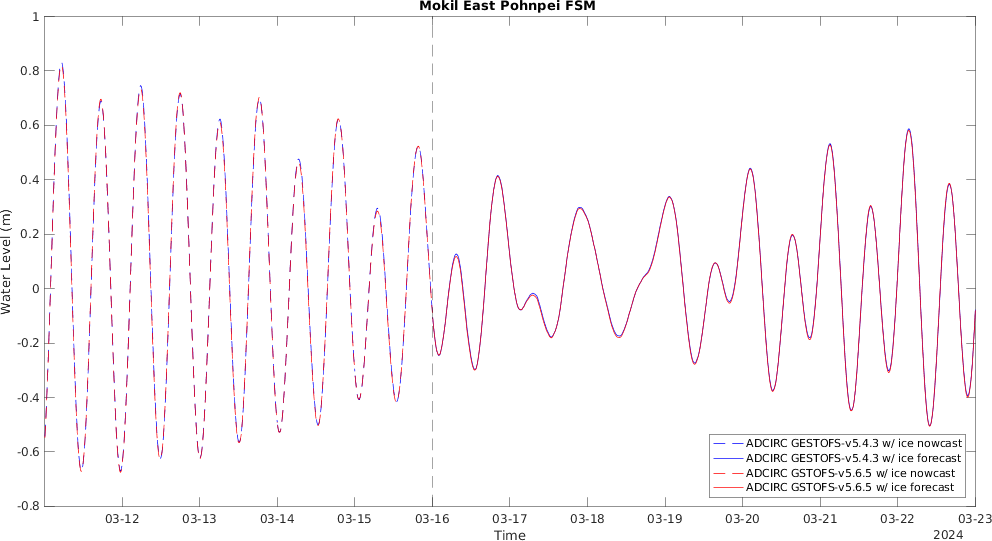 Mokil East Pohnpei FSM
1
0.8
0.6
0.4
0.2
0
-0.2
-0.4
-0.6
-0.8
Water Level (m)
03-12 03-13 03-14 03-15 03-16 03-17 03-18 03-19 03-20 03-21 03-22 03-23
Time
2024
ADCIRC GESTOFS-v5.4.3 w/ ice nowcast
ADCIRC GESTOFS-v5.4.3 w/ ice forecast
ADCIRC GSTOFS-v5.6.5 w/ ice nowcast
ADCIRC GSTOFS-v5.6.5 w/ ice forecast